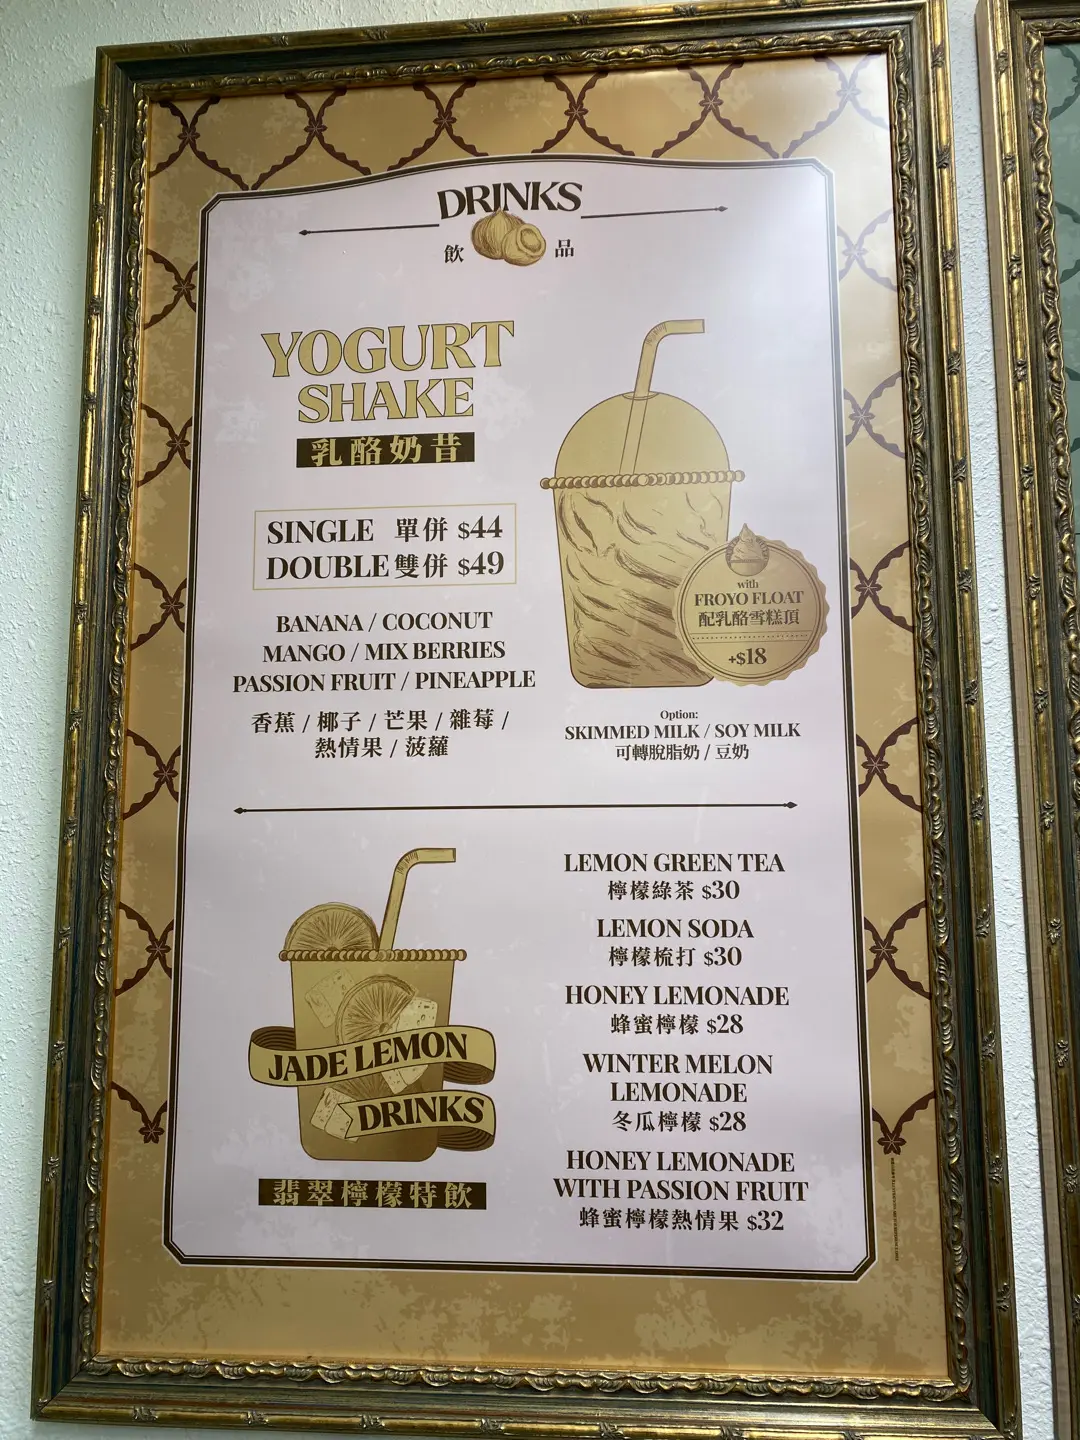 DRINKS
飲 品
YOGURT
SHAKE
乳酪奶昔
SINGLE 單併 $44
DOUBLE 雙併 $49
BANANA / COCONUT
MANGO / MIX BERRIES
PASSION FRUIT / PINEAPPLE
香蕉 / 椰子 / 芒果 / 雜莓 /
熱情果 / 菠蘿
with
FROYO FLOAT
配乳酪雪糕頂
+$18
Option:
SKIMMED MILK / SOY MILK
可轉脫脂奶 / 豆奶
JADE LEMON
DRINKS
翡翠檸檬特飲
LEMON GREEN TEA
檸檬綠茶 $30
LEMON SODA
檸檬梳打 $30
HONEY LEMONADE
蜂蜜檸檬 $28
WINTER MELON
LEMONADE
冬瓜檸檬 $28
HONEY LEMONADE
WITH PASSION FRUIT
蜂蜜檸檬熱情果 $32